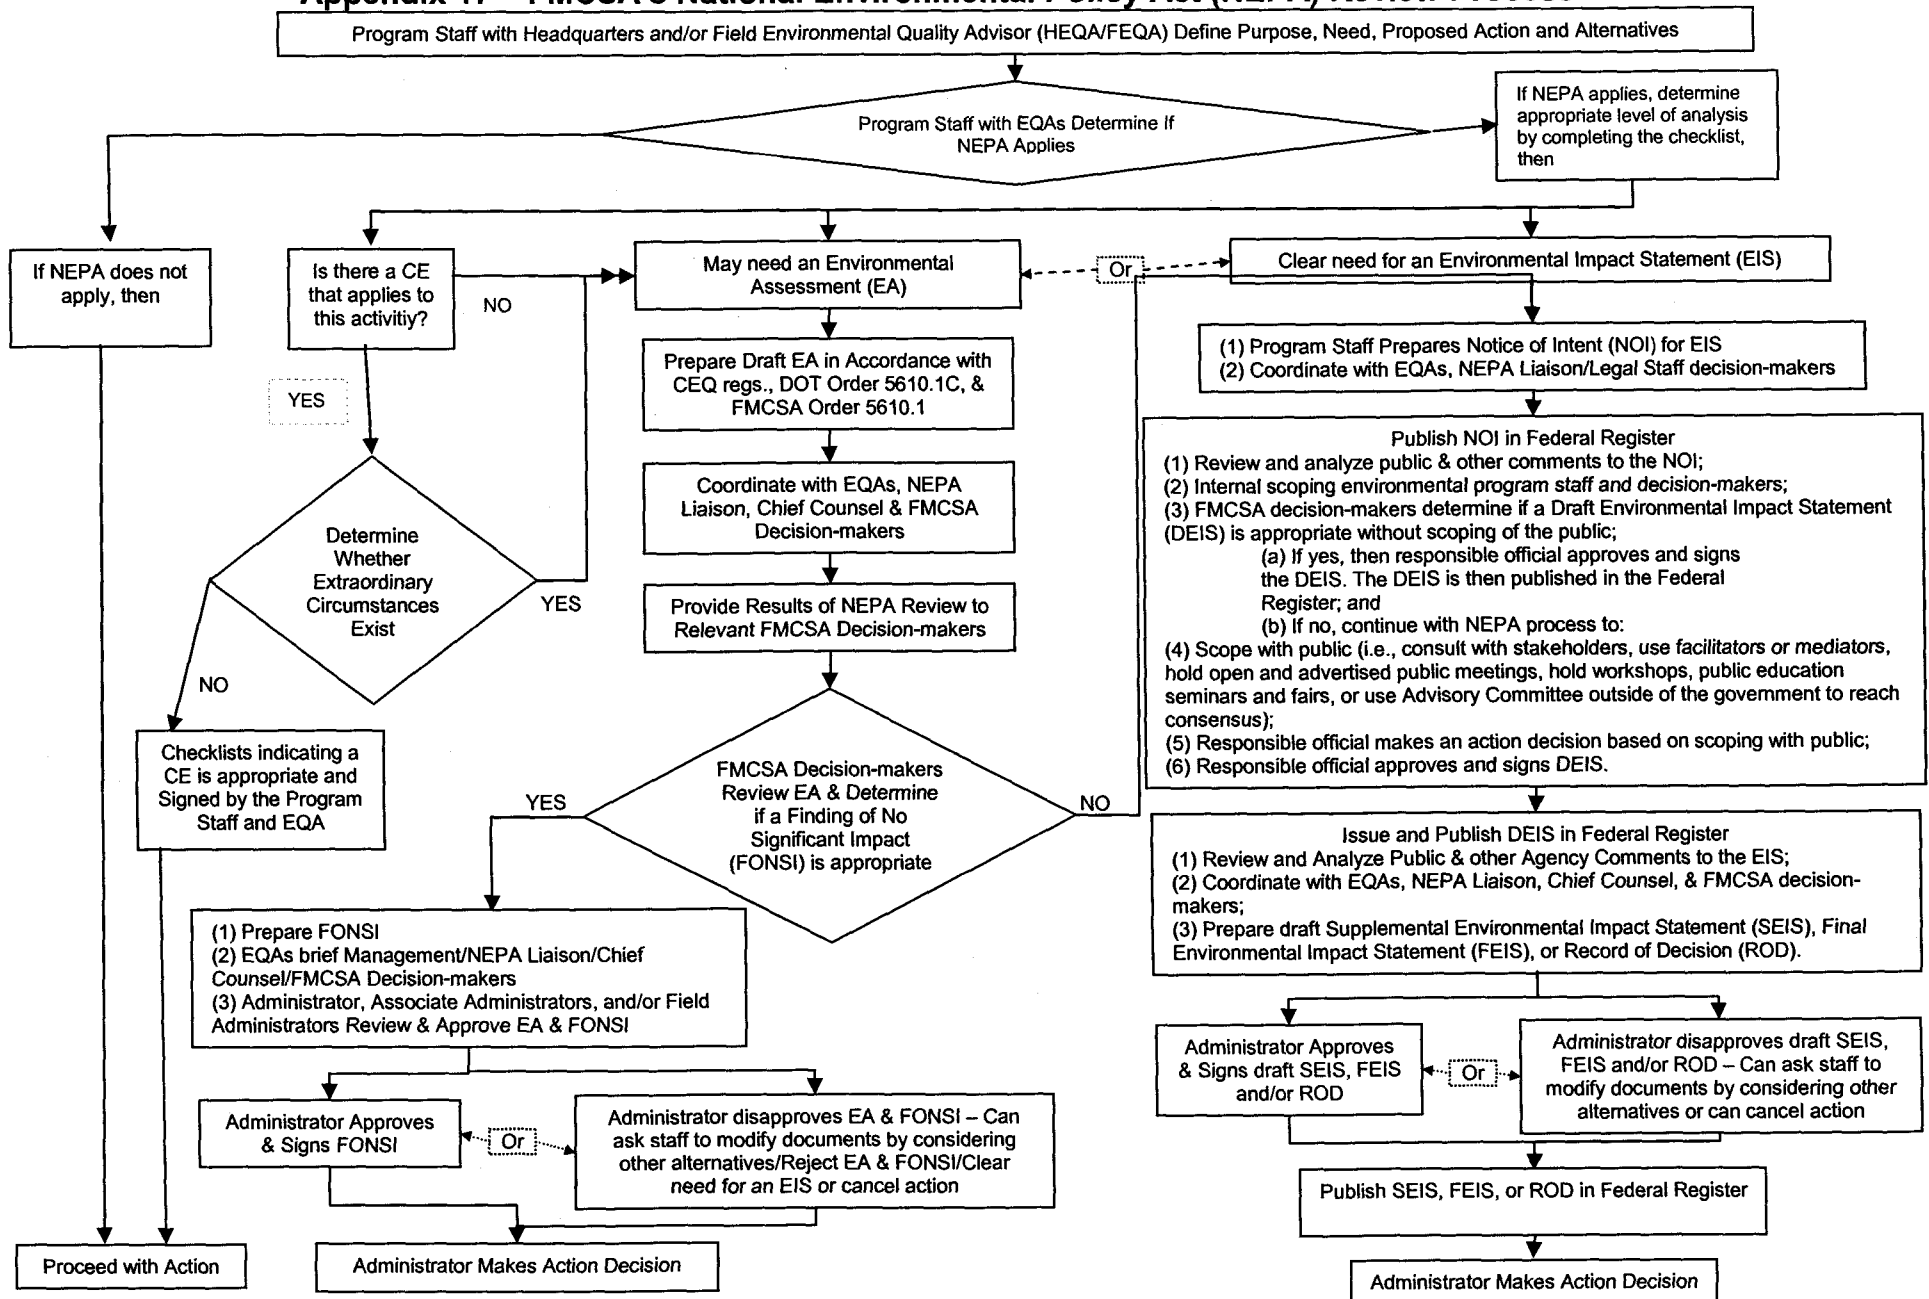 Program Staff with Headquarters and/or Field Environmental Quality Advisor (HEQA/FEQA) Define Purpose, Need, Proposed Action and Alternatives
Program Staff with EQAs Determine If
NEPA Applies
If NEPA applies, determine
appropriate level of analysis
by completing the checklist,
then
If NEPA does not
apply, then
Is there a CE
that applies to
this activitiy?
NO
YES
May need an Environmental
Assessment (EA)
Or
Clear need for an Environmental Impact Statement (EIS)
Prepare Draft EA in Accordance with
CEQ regs., DOT Order 5610.1C, &
FMCSA Order 5610.1
Coordinate with EQAs, NEPA
Liaison, Chief Counsel & FMCSA
Decision-makers
Provide Results of NEPA Review to
Relevant FMCSA Decision-makers
Determine
Whether
Extraordinary
Circumstances
Exist
YES
NO
Checklists indicating a
CE is appropriate and
Signed by the Program
Staff and EQA
FMCSA Decision-makers
Review EA & Determine
if a Finding of No
Significant Impact
(FONSI) is appropriate
YES
NO
(1) Prepare FONSI
(2) EQAs brief Management/NEPA Liaison/Chief
Counsel/FMCSA Decision-makers
(3) Administrator, Associate Administrators, and/or Field
Administrators Review & Approve EA & FONSI
Administrator Approves
& Signs FONSI
Or
Administrator disapproves EA & FONSI – Can
ask staff to modify documents by considering
other alternatives/Reject EA & FONSI/Clear
need for an EIS or cancel action
Proceed with Action
Administrator Makes Action Decision
(1) Program Staff Prepares Notice of Intent (NOI) for EIS
(2) Coordinate with EQAs, NEPA Liaison/Legal Staff decision-makers
Publish NOI in Federal Register
(1) Review and analyze public & other comments to the NOI;
(2) Internal scoping environmental program staff and decision-makers;
(3) FMCSA decision-makers determine if a Draft Environmental Impact Statement
(DEIS) is appropriate without scoping of the public;
(a) If yes, then responsible official approves and signs
the DEIS. The DEIS is then published in the Federal
Register; and
(b) If no, continue with NEPA process to:
(4) Scope with public (i.e., consult with stakeholders, use facilitators or mediators,
hold open and advertised public meetings, hold workshops, public education
seminars and fairs, or use Advisory Committee outside of the government to reach
consensus);
(5) Responsible official makes an action decision based on scoping with public;
(6) Responsible official approves and signs DEIS.
Issue and Publish DEIS in Federal Register
(1) Review and Analyze Public & other Agency Comments to the EIS;
(2) Coordinate with EQAs, NEPA Liaison, Chief Counsel, & FMCSA decision-
makers;
(3) Prepare draft Supplemental Environmental Impact Statement (SEIS), Final
Environmental Impact Statement (FEIS), or Record of Decision (ROD).
Administrator Approves
& Signs draft SEIS, FEIS
and/or ROD
Or
Administrator disapproves draft SEIS,
FEIS and/or ROD – Can ask staff to
modify documents by considering other
alternatives or can cancel action
Publish SEIS, FEIS, or ROD in Federal Register
Administrator Makes Action Decision